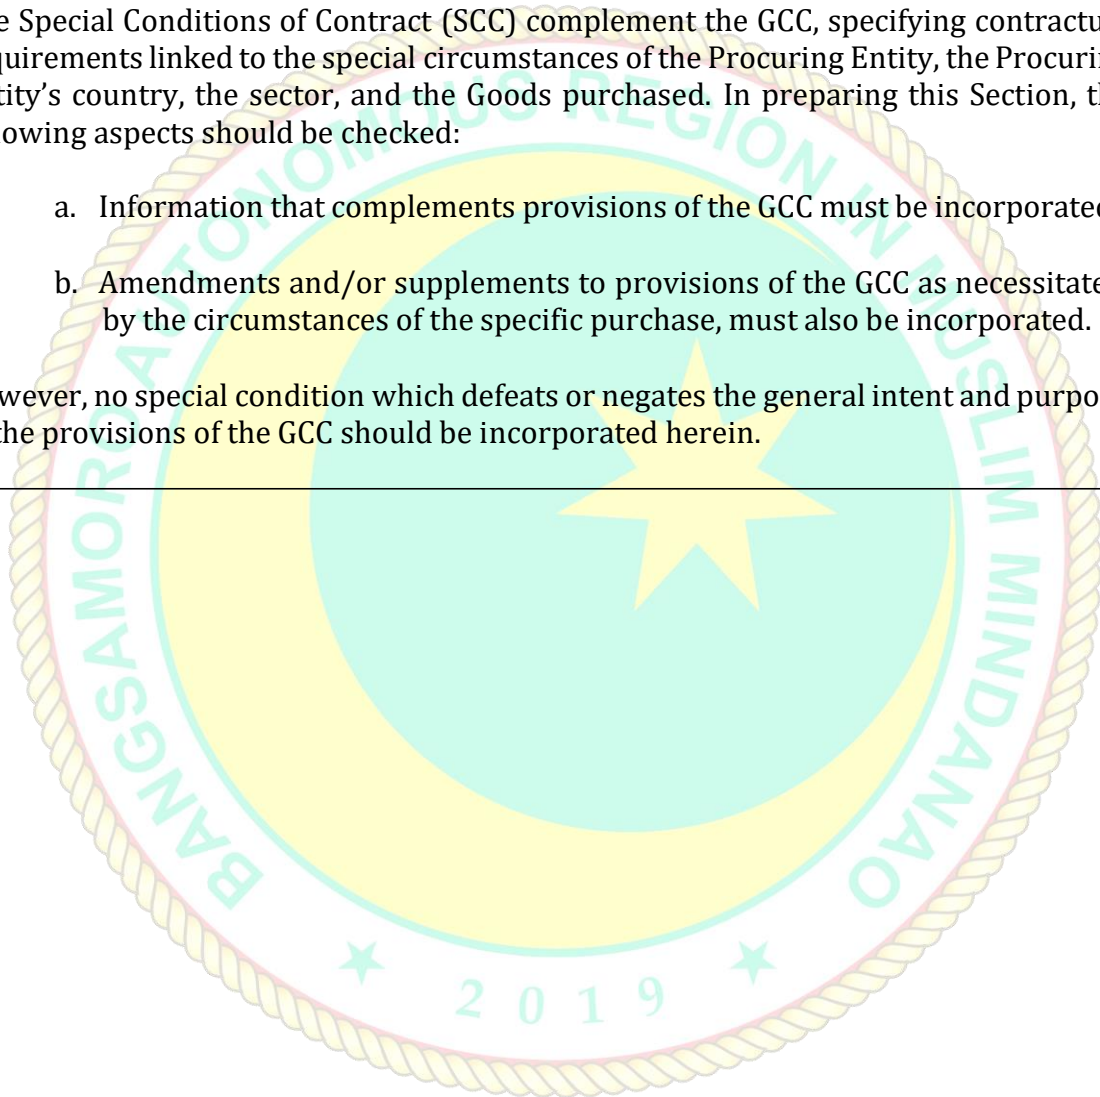 e Special Conditions of Contract (SCC) complement the GCC, specifying contractu
quirements linked to the special circumstances of the Procuring Entity, the Procurin
tity's country, the sector, and the Goods purchased. In preparing this Section, th
lowing aspects should be checked:
a. Information that complements provisions of the GCC must be incorporated
b. Amendments and/or supplements to provisions of the GCC as necessitate
by the circumstances of the specific purchase, must also be incorporated.
wever, no special condition which defeats or negates the general intent and purpo
the provisions of the GCC should be incorporated herein.
BANGSAMORO AUTONOMOUS REGION IN MUSLIM MINDANAO
2019